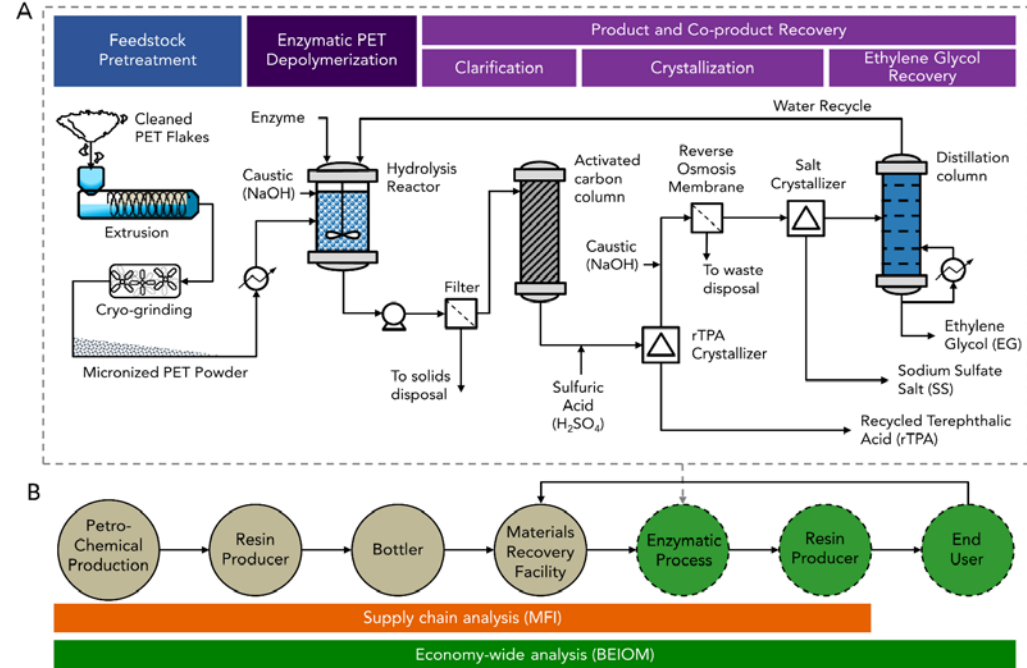 A
Feedstock
Pretreatment
Enzymatic PET
Depolymerization
Product and Co-product Recovery
Clarification
Crystallization
Ethylene Glycol
Recovery
Cleaned
PET Flakes
Extrusion
Cryo-grinding
Micronized PET Powder
Enzyme
Caustic
(NaOH)
Hydrolysis
Reactor
Water Recycle
Filter
To solids
disposal
Activated
carbon
column
Sulfuric
Acid
(H₂SO₄)
Caustic
(NaOH)
rTPA
Crystallizer
Reverse
Osmosis
Membrane
To waste
disposal
Salt
Crystallizer
Distillation
column
Ethylene
Glycol (EG)
Sodium Sulfate
Salt (SS)
Recycled Terephthalic
Acid (rTPA)
B
Petro-
Chemical
Production
Resin
Producer
Bottler
Materials
Recovery
Facility
Enzymatic
Process
Resin
Producer
End
User
Supply chain analysis (MFI)
Economy-wide analysis (BEIOM)